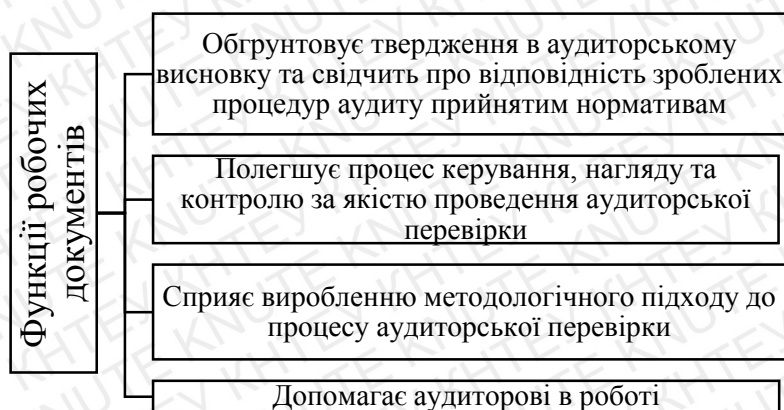 Функції робочих
документів
Обгрунтовує твердження в аудиторському
висновку та свідчить про відповідність зроблених
процедур аудиту прийнятим нормативам
Полегшує процес керування, нагляду та
контролю за якістю проведення аудиторської
перевірки
Сприяє виробленню методологічного підходу до
процесу аудиторської перевірки
Допомагає аудиторові в роботі